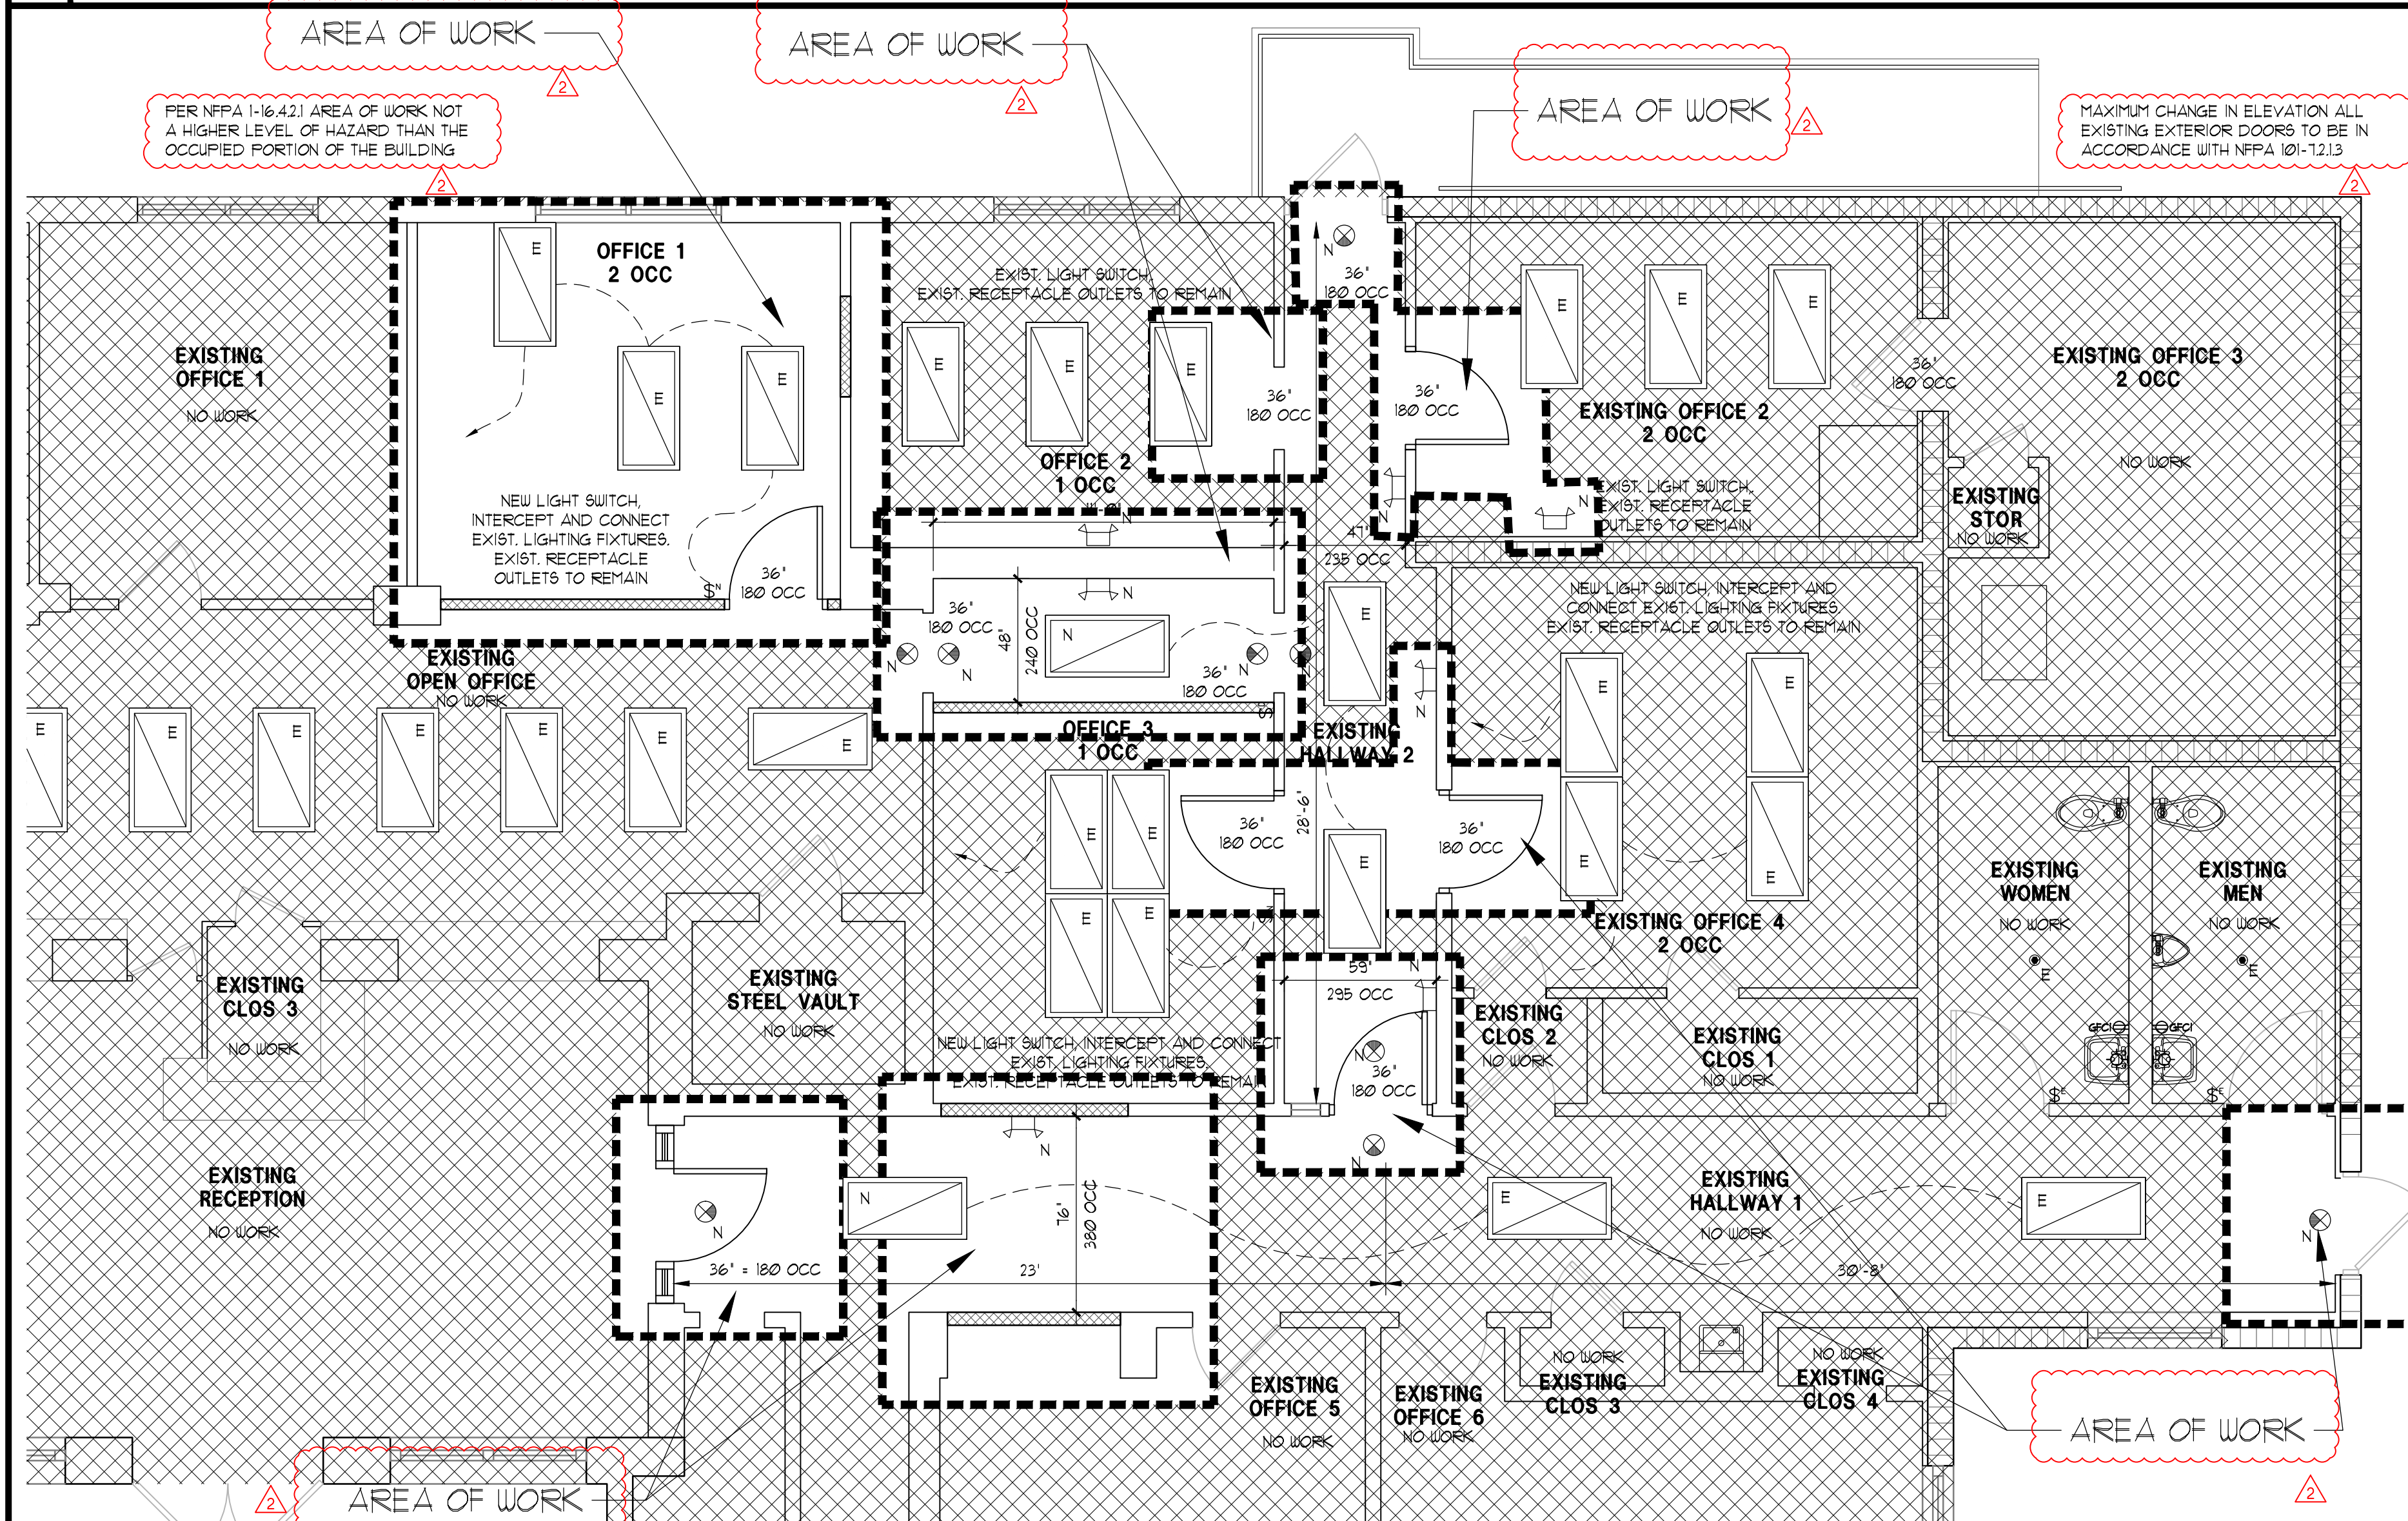 AREA OF WORK
2
AREA OF WORK
2
AREA OF WORK
2
PER NFPA 1-16.4.2.1 AREA OF WORK NOT
A HIGHER LEVEL OF HAZARD THAN THE
OCCUPIED PORTION OF THE BUILDING
2
MAXIMUM CHANGE IN ELEVATION ALL
EXISTING EXTERIOR DOORS TO BE IN
ACCORDANCE WITH NFPA 101-7.2.1.3
2
EXISTING
OFFICE 1
NO WORK
OFFICE 1
2 OCC
E
E
E
NEW LIGHT SWITCH,
INTERCEPT AND CONNECT
EXIST. LIGHTING FIXTURES.
EXIST. RECEPTACLE
OUTLETS TO REMAIN
$N
36"
180 OCC
EXIST. LIGHT SWITCH,
EXIST. RECEPTACLE OUTLETS TO REMAIN
E
E
E
36"
180 OCC
OFFICE 2
1 OCC
N
36"
180 OCC
36"
180 OCC
E
E
E
EXISTING OFFICE 2
2 OCC
EXIST. LIGHT SWITCH,
EXIST. RECEPTACLE
OUTLETS TO REMAIN
N
N
36"
180 OCC
EXISTING OFFICE 3
2 OCC
NO WORK
EXISTING
STOR
NO WORK
N
47"
235 OCC
N
36"
180 OCC
48"
240 OCC
N
N
N
36"
180 OCC
N
N
$E
E
EXISTING
OPEN OFFICE
NO WORK
E
E
E
E
E
E
E
OFFICE 3
1 OCC
EXISTING
HALLWAY 2
N
NEW LIGHT SWITCH, INTERCEPT AND
CONNECT EXIST. LIGHTING FIXTURES.
EXIST. RECEPTACLE OUTLETS TO REMAIN
E
E
E
E
36"
180 OCC
28'-6"
36"
180 OCC
E
E
E
E
E
$N
EXISTING OFFICE 4
2 OCC
EXISTING
WOMEN
NO WORK
E
GFCI
$E
EXISTING
MEN
NO WORK
E
GFCI
$E
EXISTING
CLOS 3
NO WORK
EXISTING
STEEL VAULT
NO WORK
NEW LIGHT SWITCH, INTERCEPT AND CONNECT
EXIST. LIGHTING FIXTURES.
EXIST. RECEPTACLE OUTLETS TO REMAIN
59"
295 OCC
N
N
36"
180 OCC
N
EXISTING
CLOS 2
NO WORK
EXISTING
CLOS 1
NO WORK
EXISTING
RECEPTION
NO WORK
N
36" = 180 OCC
N
N
76"
380 OCC
23'
E
EXISTING
HALLWAY 1
NO WORK
E
30'-8"
N
EXISTING
OFFICE 5
NO WORK
EXISTING
OFFICE 6
NO WORK
NO WORK
EXISTING
CLOS 3
NO WORK
EXISTING
CLOS 4
AREA OF WORK
2
AREA OF WORK
2